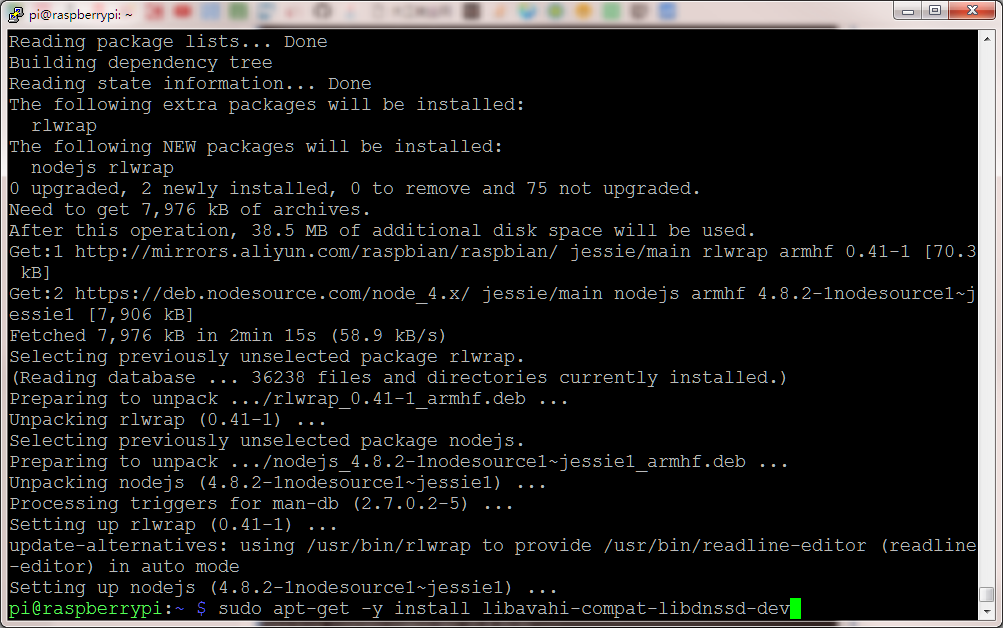 pi@raspberrypi: ~
Reading package lists... Done
Building dependency tree
Reading state information... Done
The following extra packages will be installed:
  rlwrap
The following NEW packages will be installed:
  nodejs rlwrap
0 upgraded, 2 newly installed, 0 to remove and 75 not upgraded.
Need to get 7,976 kB of archives.
After this operation, 38.5 MB of additional disk space will be used.
Get:1 http://mirrors.aliyun.com/raspbian/raspbian/ jessie/main rlwrap armhf 0.41-1 [70.3
 kB]
Get:2 https://deb.nodesource.com/node_4.x/ jessie/main nodejs armhf 4.8.2-1nodesource1~j
essie1 [7,906 kB]
Fetched 7,976 kB in 2min 15s (58.9 kB/s)
Selecting previously unselected package rlwrap.
(Reading database ... 36238 files and directories currently installed.)
Preparing to unpack .../rlwrap_0.41-1_armhf.deb ...
Unpacking rlwrap (0.41-1) ...
Selecting previously unselected package nodejs.
Preparing to unpack .../nodejs_4.8.2-1nodesource1~jessie1_armhf.deb ...
Unpacking nodejs (4.8.2-1nodesource1~jessie1) ...
Processing triggers for man-db (2.7.0.2-5) ...
Setting up rlwrap (0.41-1) ...
update-alternatives: using /usr/bin/rlwrap to provide /usr/bin/readline-editor (readline
-editor) in auto mode
Setting up nodejs (4.8.2-1nodesource1~jessie1) ...
pi@raspberrypi:~ $ sudo apt-get -y install libavahi-compat-libdnssd-dev